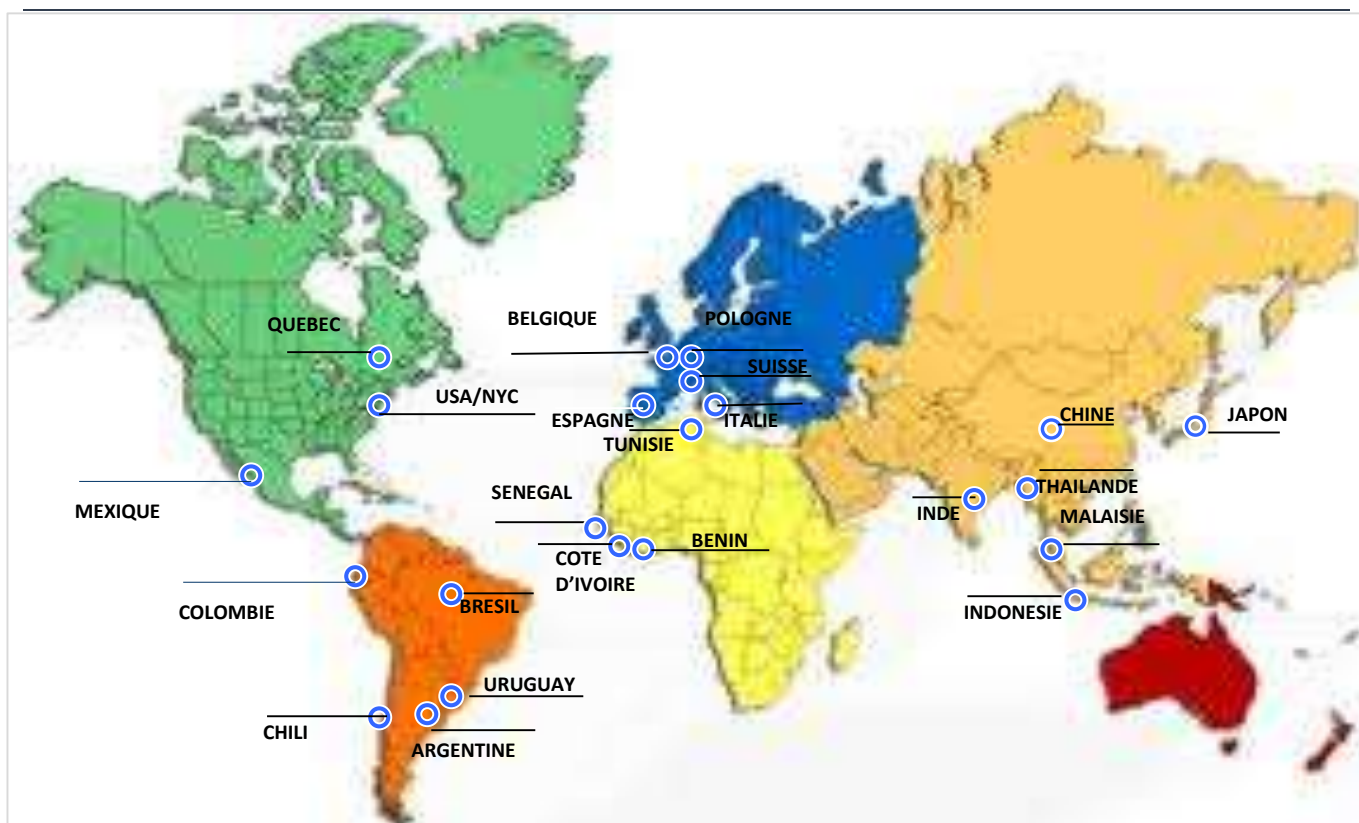 QUEBEC
BELGIQUE
POLOGNE
SUISSE
USA/NYC
ESPAGNE
ITALIE
TUNISIE
CHINE
JAPON
MEXIQUE
SENEGAL
INDE
THAILANDE
MALAISIE
COTE
D’IVOIRE
BENIN
COLOMBIE
BRESIL
INDONESIE
URUGUAY
CHILI
ARGENTINE